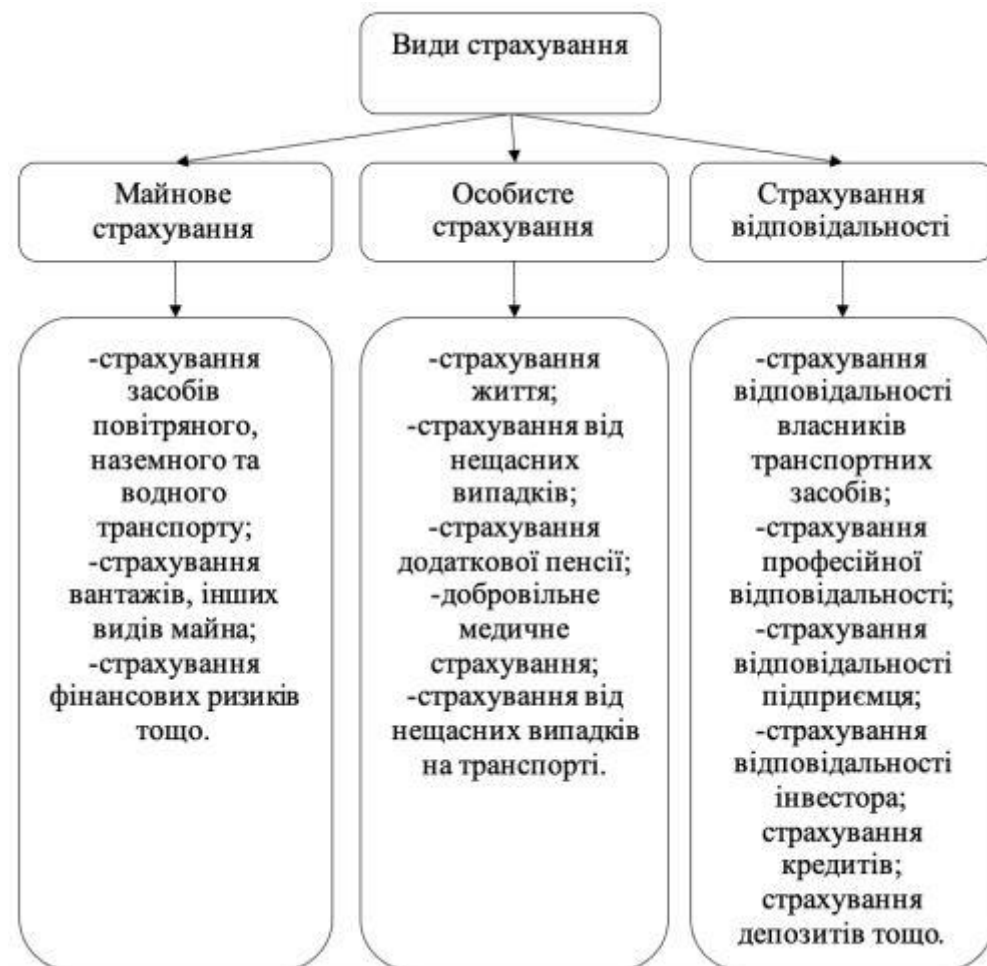 Види страхування
Майнове
страхування
Особисте
страхування
Страхування
відповідальності
-страхування
засобів
повітряного,
наземного та
водного
транспорту;
-страхування
вантажів, інших
видів майна;
-страхування
фінансових ризиків
тощо.
-страхування
життя;
-страхування від
нещасних
випадків;
-страхування
додаткової пенсії;
-добровільне
медичне
страхування;
-страхування від
нещасних випадків
на транспорті.
-страхування
відповідальності
власників
транспортних
засобів;
-страхування
професійної
відповідальності;
-страхування
відповідальності
підприємця;
-страхування
відповідальності
інвестора;
страхування
кредитів;
страхування
депозитів тощо.